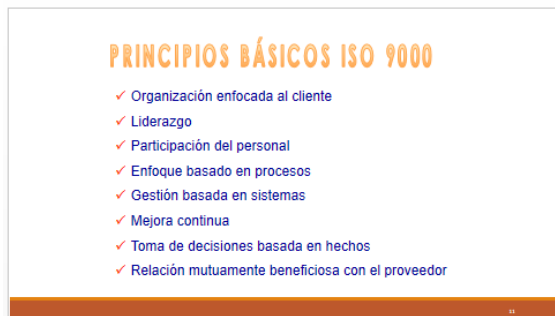 PRINCIPIOS BÁSICOS ISO 9000
✓ Organización enfocada al cliente
✓ Liderazgo
✓ Participación del personal
✓ Enfoque basado en procesos
✓ Gestión basada en sistemas
✓ Mejora continua
✓ Toma de decisiones basada en hechos
✓ Relación mutuamente beneficiosa con el proveedor
11